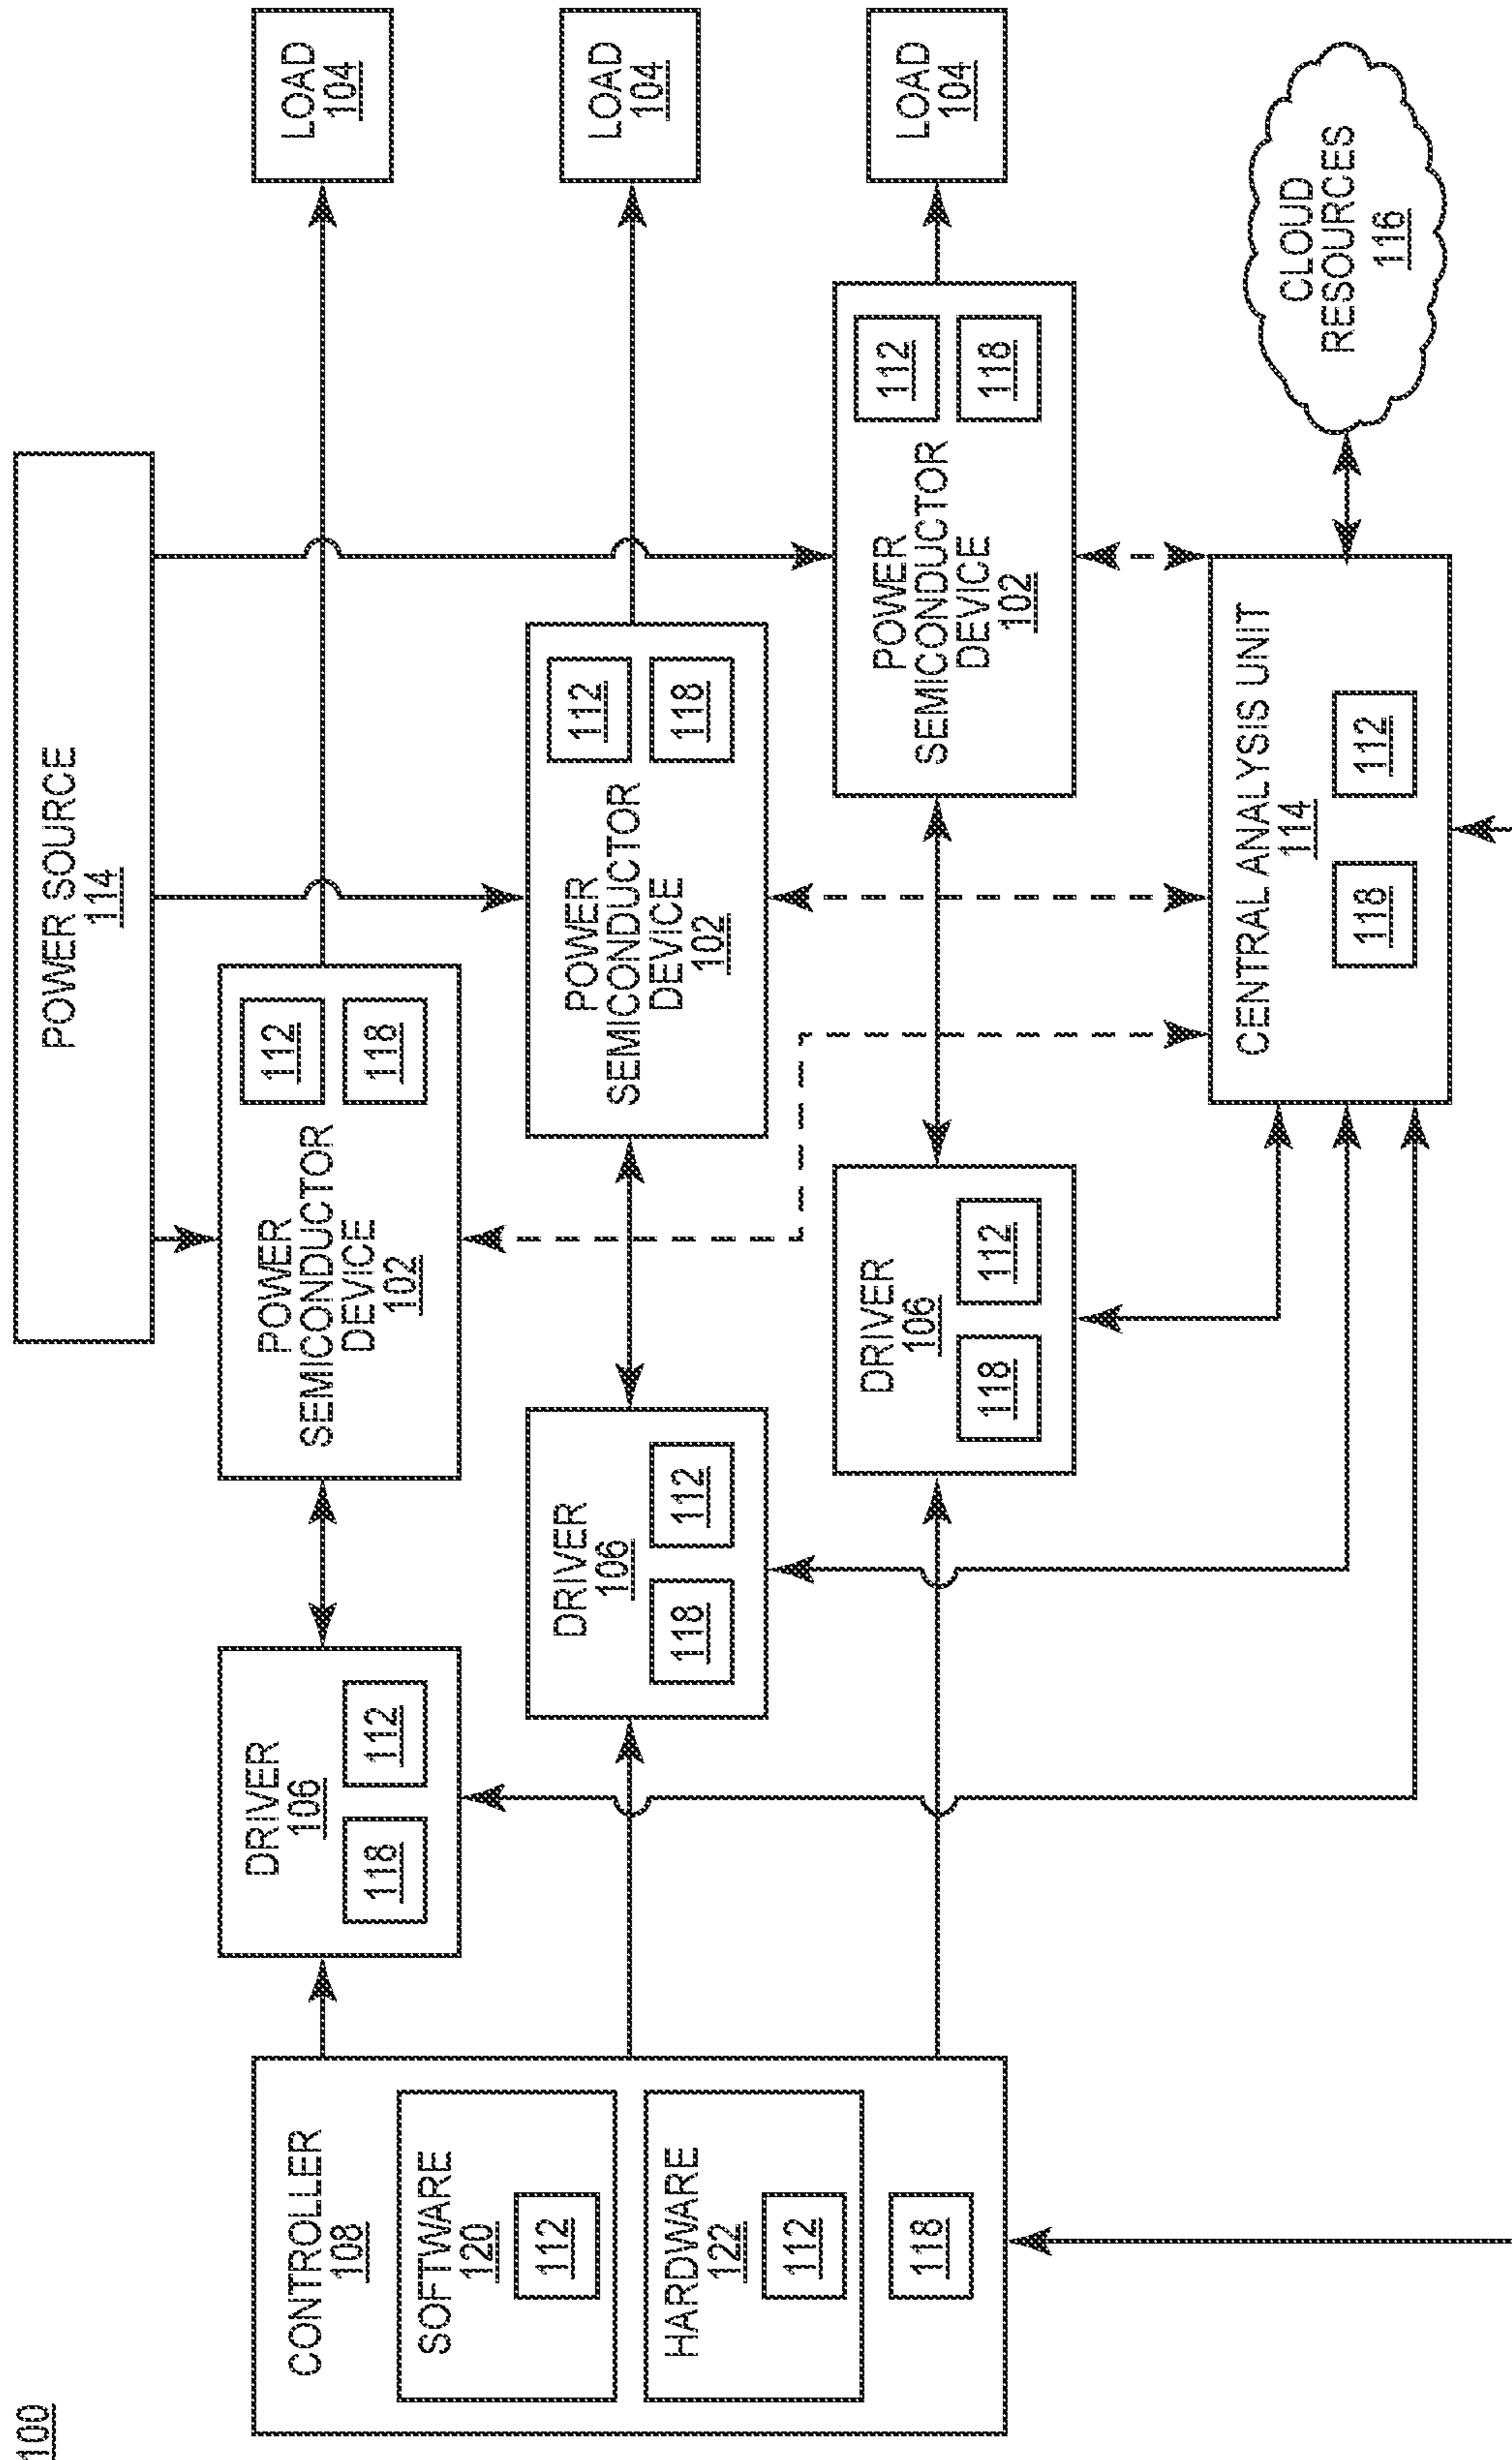 100
POWER SOURCE
114
CONTROLLER
108
SOFTWARE
120
112
HARDWARE
122
112
118
DRIVER
106
118
112
POWER
SEMICONDUCTOR
DEVICE
102
112
118
LOAD
104
DRIVER
106
118
112
POWER
SEMICONDUCTOR
DEVICE
102
112
118
LOAD
104
DRIVER
106
118
112
POWER
SEMICONDUCTOR
DEVICE
102
112
118
LOAD
104
CENTRAL ANALYSIS UNIT
114
118
112
CLOUD
RESOURCES
116